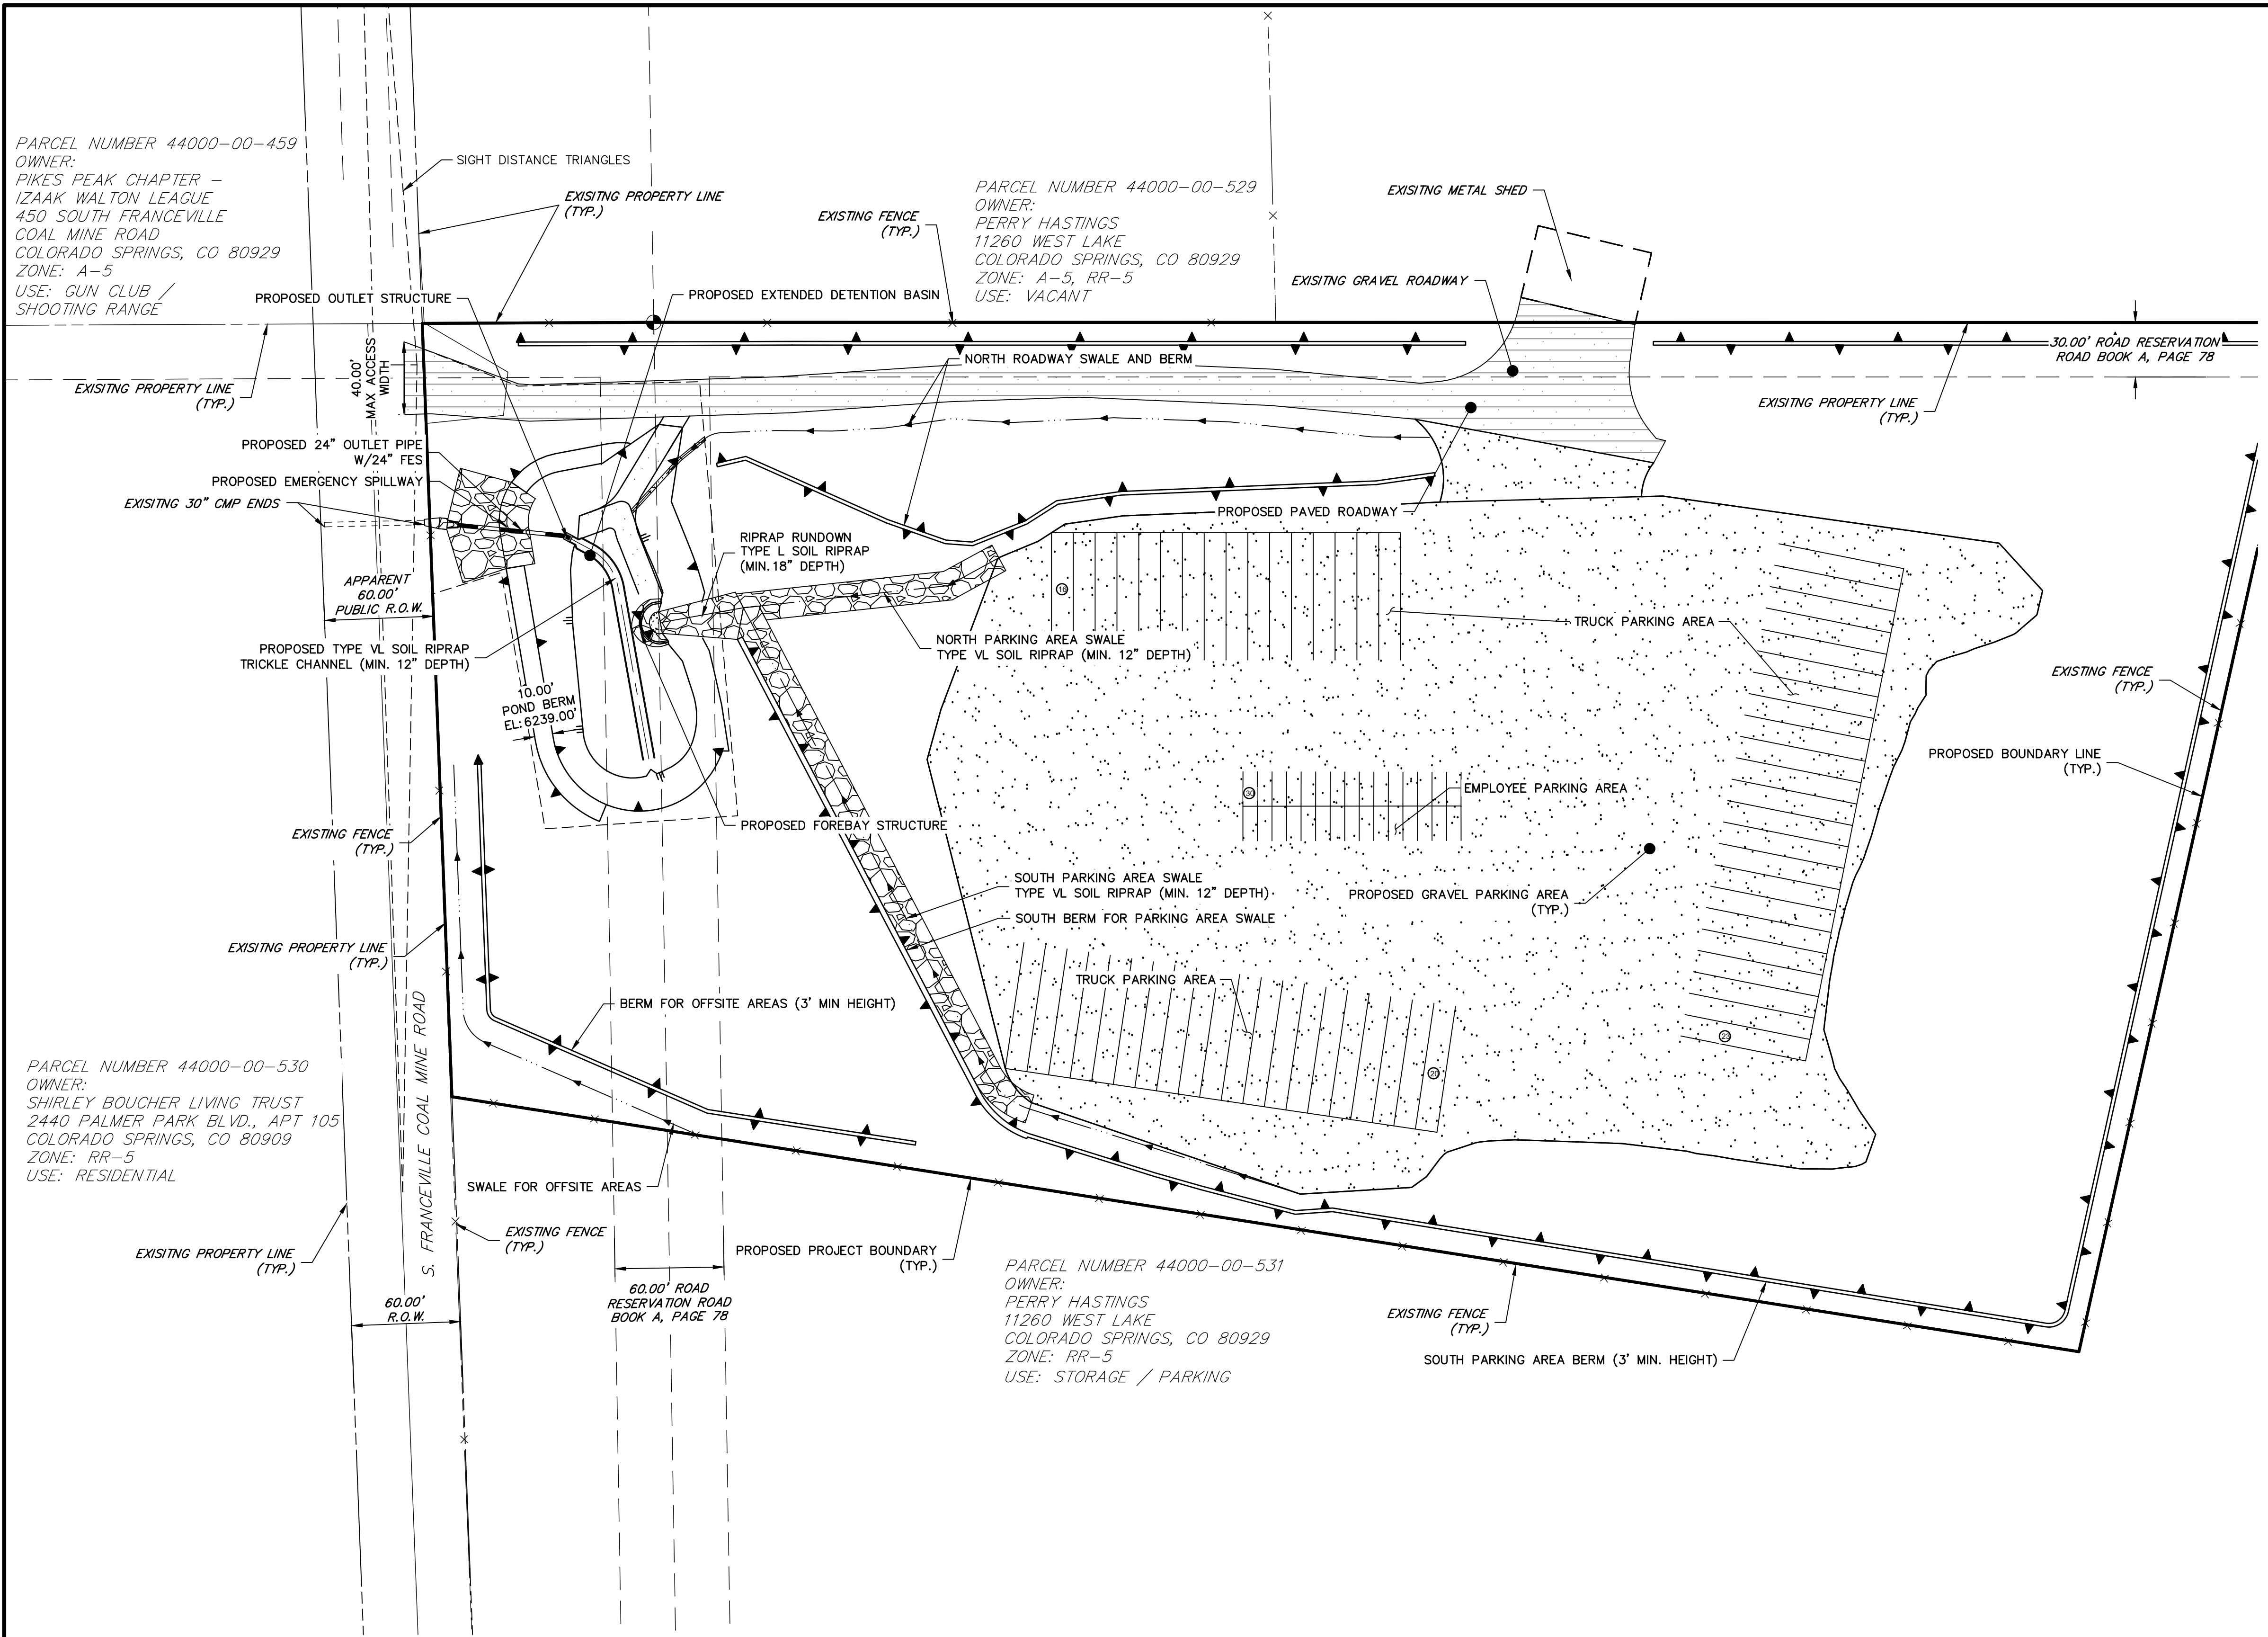 PARCEL NUMBER 44000-00-459
OWNER:
PIKES PEAK CHAPTER -
IZAAK WALTON LEAGUE
450 SOUTH FRANCEVILLE
COAL MINE ROAD
COLORADO SPRINGS, CO 80929
ZONE: A-5
USE: GUN CLUB /
SHOOTING RANGE
SIGHT DISTANCE TRIANGLES
EXISITNG PROPERTY LINE
(TYP.)
EXISTING FENCE
(TYP.)
PARCEL NUMBER 44000-00-529
OWNER:
PERRY HASTINGS
11260 WEST LAKE
COLORADO SPRINGS, CO 80929
ZONE: A-5, RR-5
USE: VACANT
EXISITNG METAL SHED
EXISITNG GRAVEL ROADWAY
PROPOSED OUTLET STRUCTURE
PROPOSED EXTENDED DETENTION BASIN
30.00' ROAD RESERVATION
ROAD BOOK A, PAGE 78
40.00'
MAX ACCESS
WIDTH
NORTH ROADWAY SWALE AND BERM
EXISITNG PROPERTY LINE
(TYP.)
EXISITNG PROPERTY LINE
(TYP.)
PROPOSED 24" OUTLET PIPE
W/24" FES
PROPOSED EMERGENCY SPILLWAY
EXISITNG 30" CMP ENDS
PROPOSED PAVED ROADWAY
RIPRAP RUNDOWN
TYPE L SOIL RIPRAP
(MIN.18" DEPTH)
APPARENT
60.00'
PUBLIC R.O.W.
16
TRUCK PARKING AREA
NORTH PARKING AREA SWALE
TYPE VL SOIL RIPRAP (MIN. 12" DEPTH)
PROPOSED TYPE VL SOIL RIPRAP
TRICKLE CHANNEL (MIN. 12" DEPTH)
EXISTING FENCE
(TYP.)
10.00'
POND BERM
EL:6239.00'
PROPOSED BOUNDARY LINE
(TYP.)
30
EMPLOYEE PARKING AREA
PROPOSED FOREBAY STRUCTURE
EXISTING FENCE
(TYP.)
SOUTH PARKING AREA SWALE
TYPE VL SOIL RIPRAP (MIN. 12" DEPTH)
PROPOSED GRAVEL PARKING AREA
(TYP.)
SOUTH BERM FOR PARKING AREA SWALE
EXISITNG PROPERTY LINE
(TYP.)
TRUCK PARKING AREA
BERM FOR OFFSITE AREAS (3' MIN HEIGHT)
23
20
S. FRANCEVILLE COAL MINE ROAD
PARCEL NUMBER 44000-00-530
OWNER:
SHIRLEY BOUCHER LIVING TRUST
2440 PALMER PARK BLVD., APT 105
COLORADO SPRINGS, CO 80909
ZONE: RR-5
USE: RESIDENTIAL
SWALE FOR OFFSITE AREAS
EXISTING FENCE
(TYP.)
EXISITNG PROPERTY LINE
(TYP.)
PROPOSED PROJECT BOUNDARY
(TYP.)
PARCEL NUMBER 44000-00-531
OWNER:
PERRY HASTINGS
11260 WEST LAKE
COLORADO SPRINGS, CO 80929
ZONE: RR-5
USE: STORAGE / PARKING
60.00'
R.O.W.
60.00' ROAD
RESERVATION ROAD
BOOK A, PAGE 78
EXISTING FENCE
(TYP.)
SOUTH PARKING AREA BERM (3' MIN. HEIGHT)